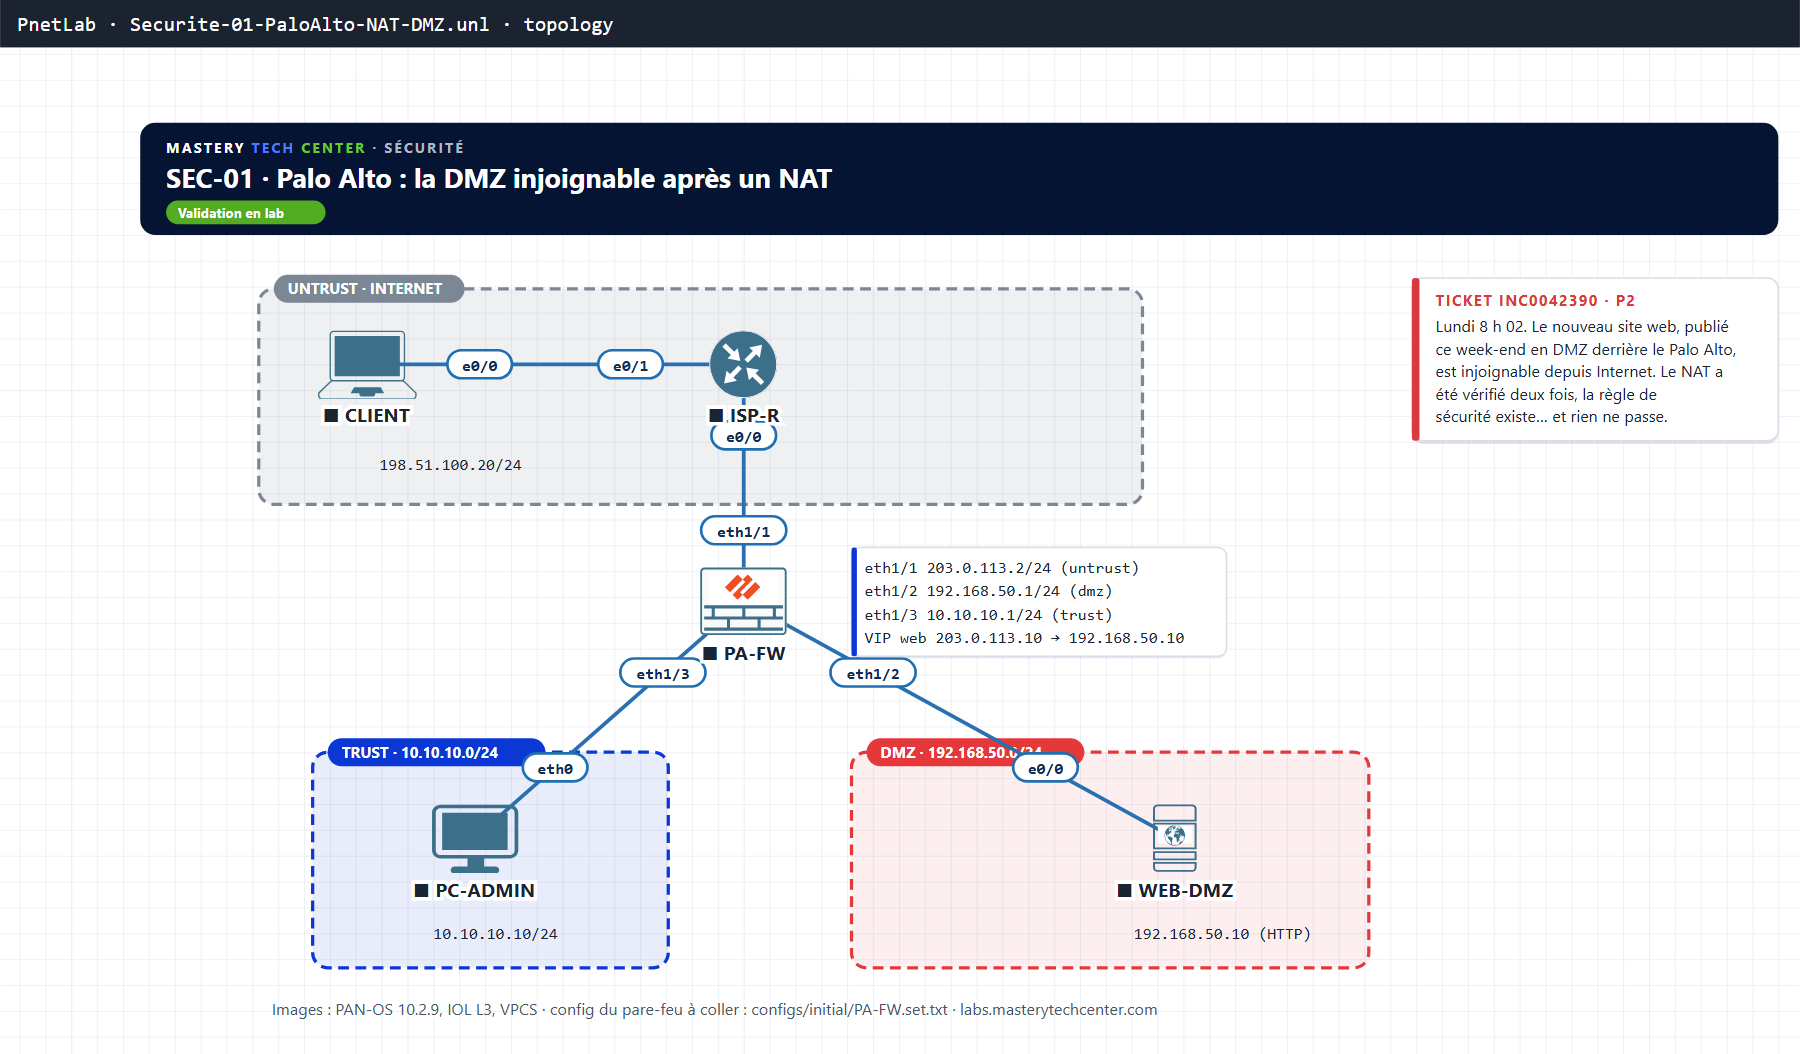 PnetLab · Securite-01-PaloAlto-NAT-DMZ.unl · topology
MASTERY TECH CENTER · SÉCURITÉ
SEC-01 · Palo Alto : la DMZ injoignable après un NAT
Validation en lab
UNTRUST · INTERNET
e0/0
e0/1
CLIENT
ISP-R
e0/0
198.51.100.20/24
TICKET INC0042390 · P2
Lundi 8 h 02. Le nouveau site web, publié
ce week-end en DMZ derrière le Palo Alto,
est injoignable depuis Internet. Le NAT a
été vérifié deux fois, la règle de
sécurité existe... et rien ne passe.
eth1/1
eth1/1 203.0.113.2/24 (untrust)
eth1/2 192.168.50.1/24 (dmz)
eth1/3 10.10.10.1/24 (trust)
VIP web 203.0.113.10 → 192.168.50.10
PA-FW
eth1/3
eth1/2
TRUST · 10.10.10.0/24
eth0
DMZ · 192.168.50.0/24
e0/0
PC-ADMIN
WEB-DMZ
10.10.10.10/24
192.168.50.10 (HTTP)
Images : PAN-OS 10.2.9, IOL L3, VPCS · config du pare-feu à coller : configs/initial/PA-FW.set.txt · labs.masterytechcenter.com